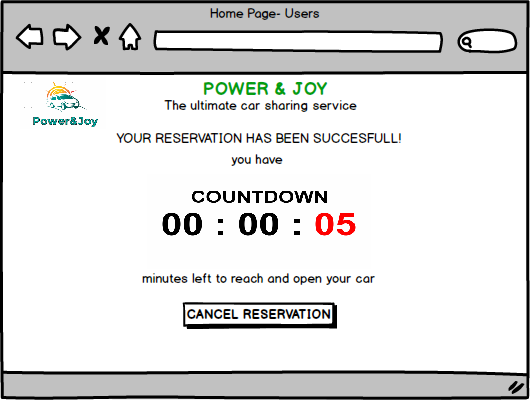 Home Page- Users
POWER & JOY
The ultimate car sharing service
Power&Joy
YOUR RESERVATION HAS BEEN SUCCESFULL!
you have
COUNTDOWN
00 : 00 : 05
minutes left to reach and open your car
CANCEL RESERVATION